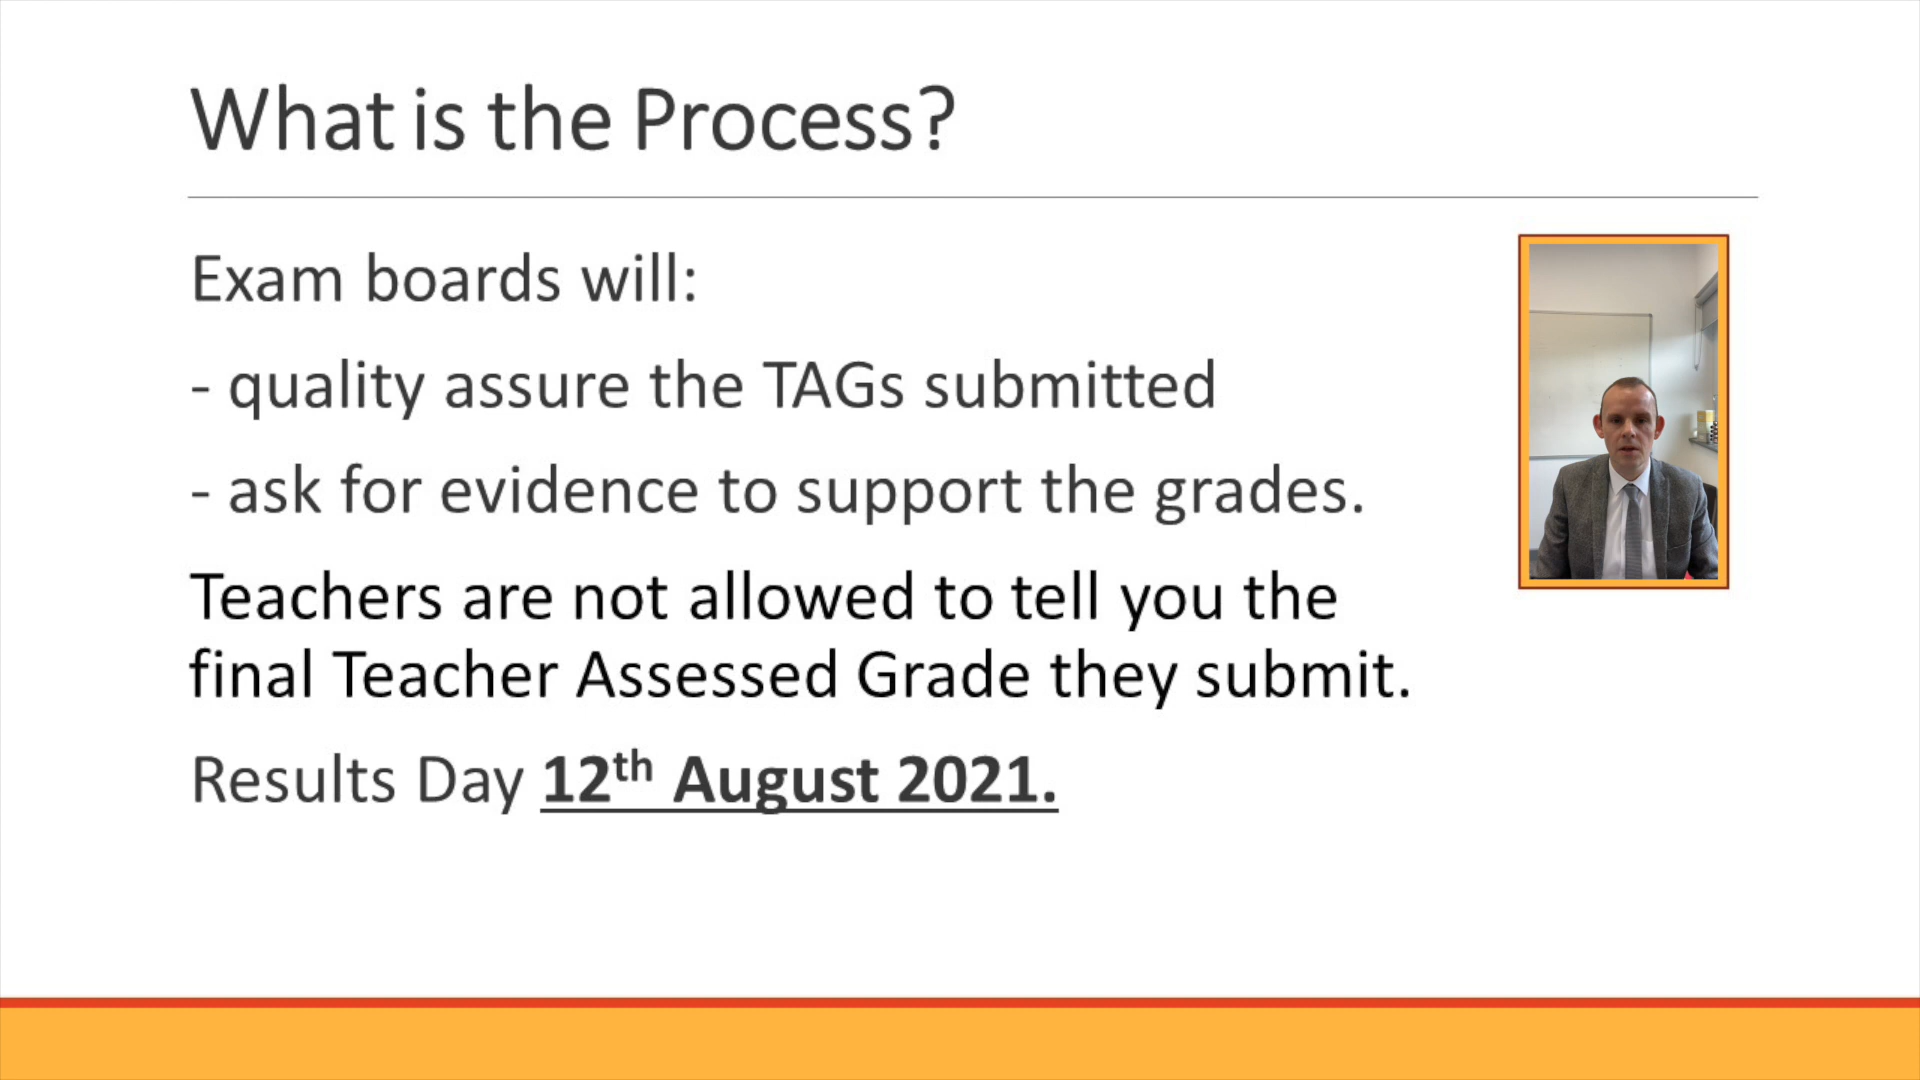 What is the Process?
Exam boards will:
- quality assure the TAGs submitted
- ask for evidence to support the grades.
Teachers are not allowed to tell you the
final Teacher Assessed Grade they submit.
Results Day 12th August 2021.